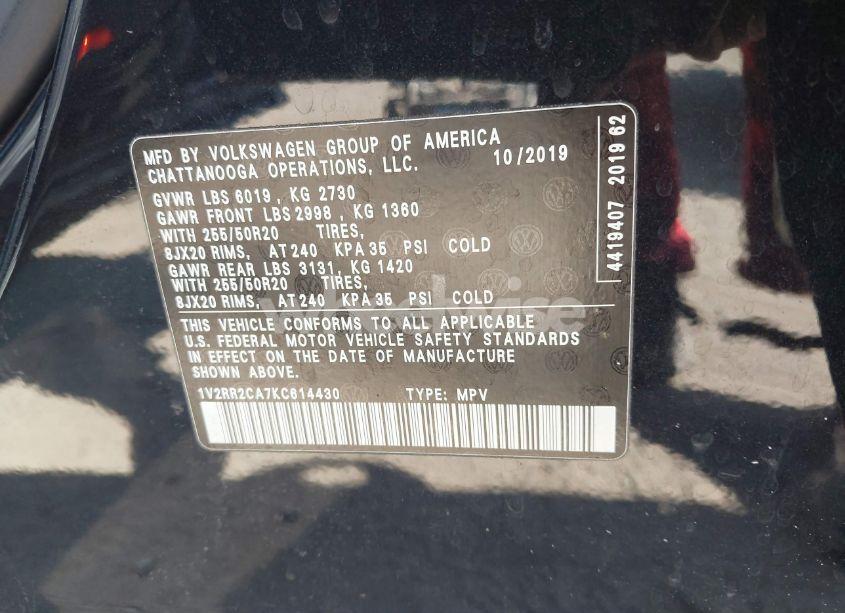 MFD BY VOLKSWAGEN GROUP OF AMERICA
CHATTANOOGA OPERATIONS, LLC. 10/2019
GVWR LBS 6019 , KG 2730
GAWR FRONT LBS 2998 , KG 1360
WITH 255/50R20 TIRES,
8JX20 RIMS, AT 240 KPA 35 PSI COLD
GAWR REAR LBS 3131, KG 1420
WITH 255/50R20 TIRES,
8JX20 RIMS, AT 240 KPA 35 PSI COLD
THIS VEHICLE CONFORMS TO ALL APPLICABLE
U.S. FEDERAL MOTOR VEHICLE SAFETY STANDARDS
IN EFFECT ON THE DATE OF MANUFACTURE
SHOWN ABOVE.
1V2RR2CA7KC614430 TYPE: MPV
4419407 2019 62